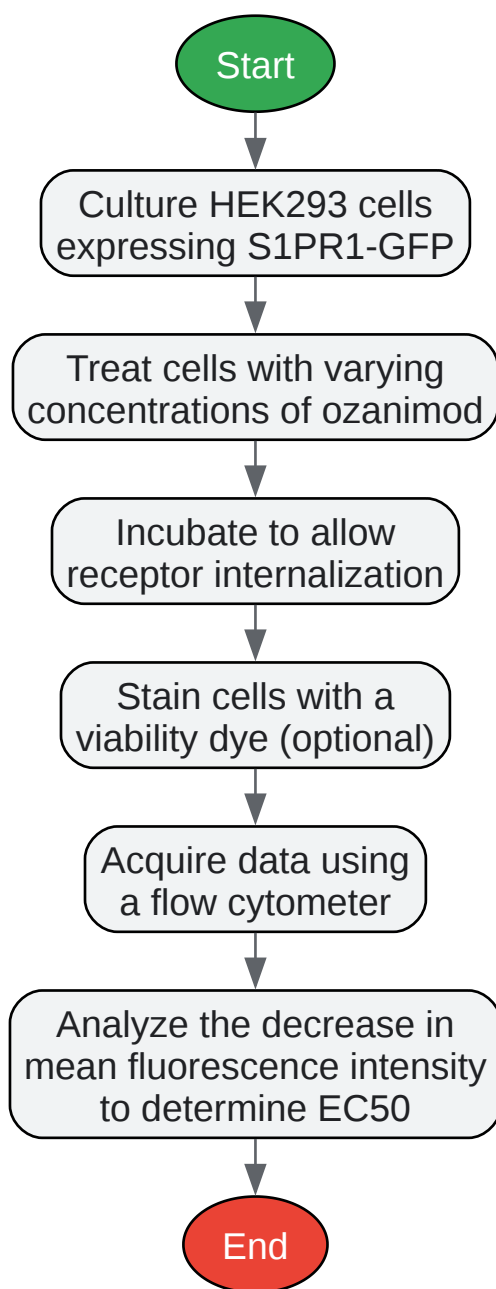 Start
Culture HEK293 cells
expressing S1PR1-GFP
Treat cells with varying
concentrations of ozanimod
Incubate to allow
receptor internalization
Stain cells with a
viability dye (optional)
Acquire data using
a flow cytometer
Analyze the decrease in
mean fluorescence intensity
to determine EC50
End